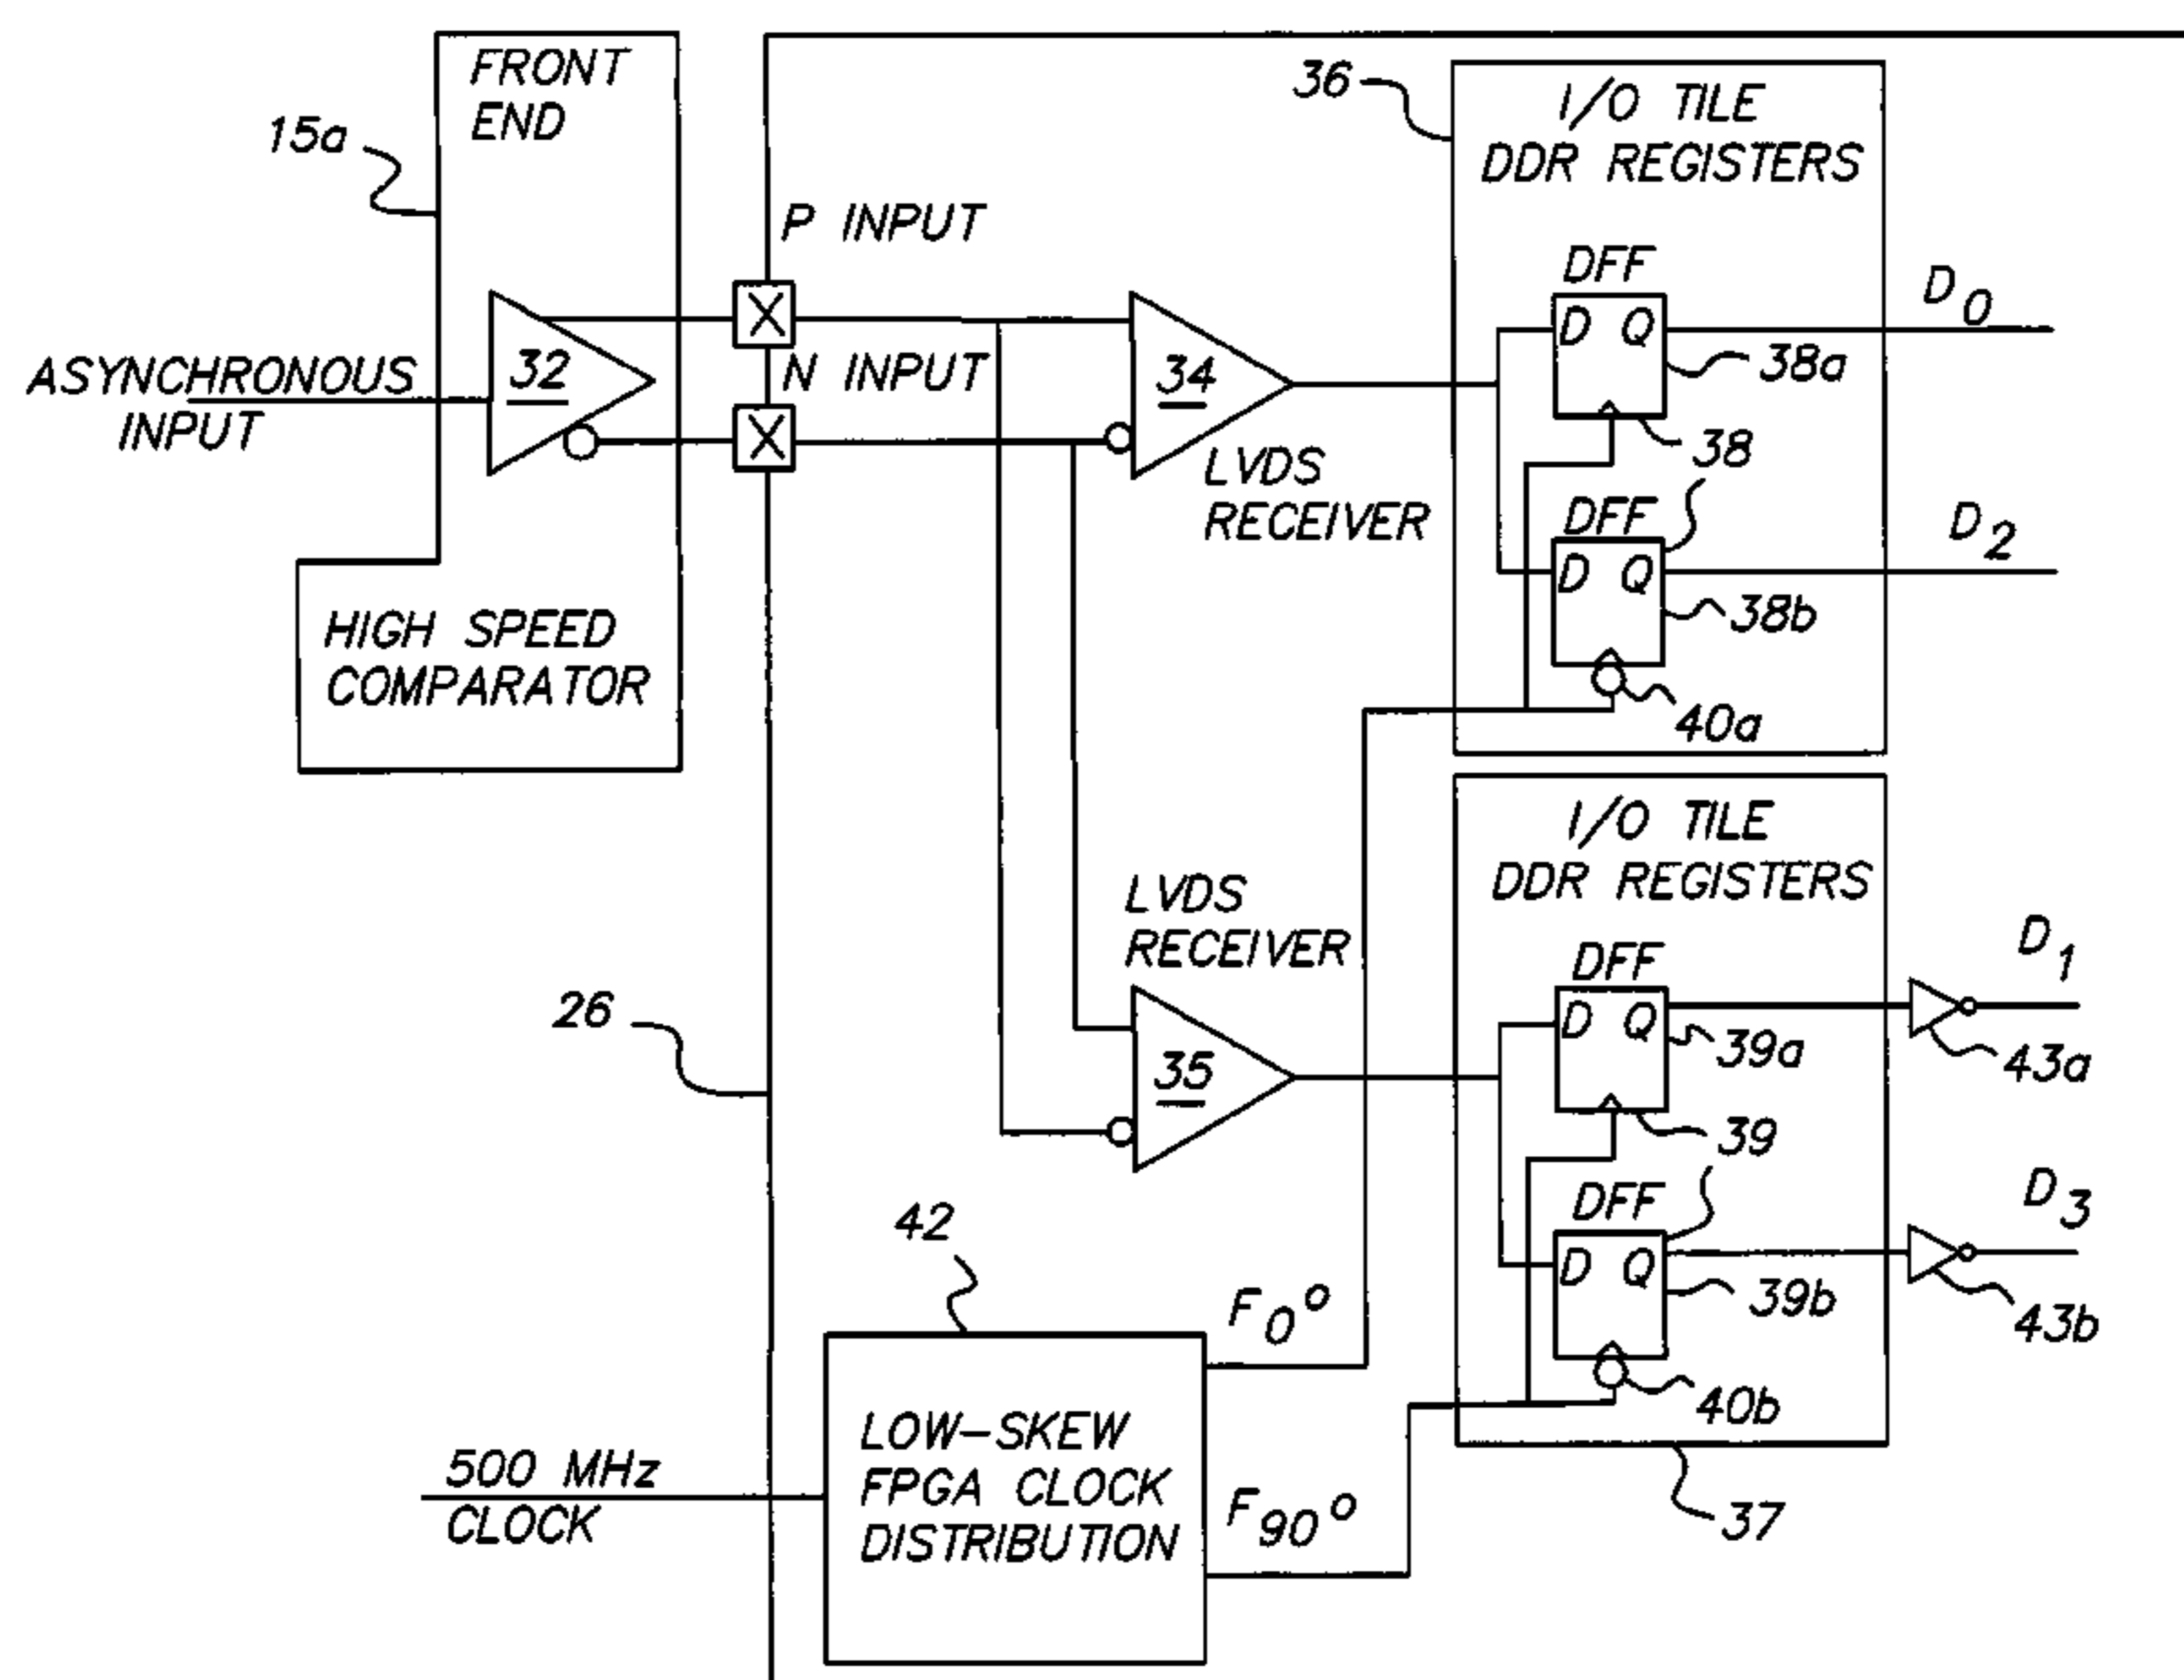 FRONT
END
15a
ASYNCHRONOUS
INPUT
32
HIGH SPEED
COMPARATOR
P INPUT
N INPUT
34
LVDS
RECEIVER
36
I/O TILE
DDR REGISTERS
DFF
D Q
38a
38
D0
DFF
D Q
38b
40a
D2
LVDS
RECEIVER
35
26
I/O TILE
DDR REGISTERS
DFF
D Q
39a
39
43a
D1
DFF
D Q
39b
40b
43b
D3
37
42
500 MHz
CLOCK
LOW-SKEW
FPGA CLOCK
DISTRIBUTION
F0°
F90°